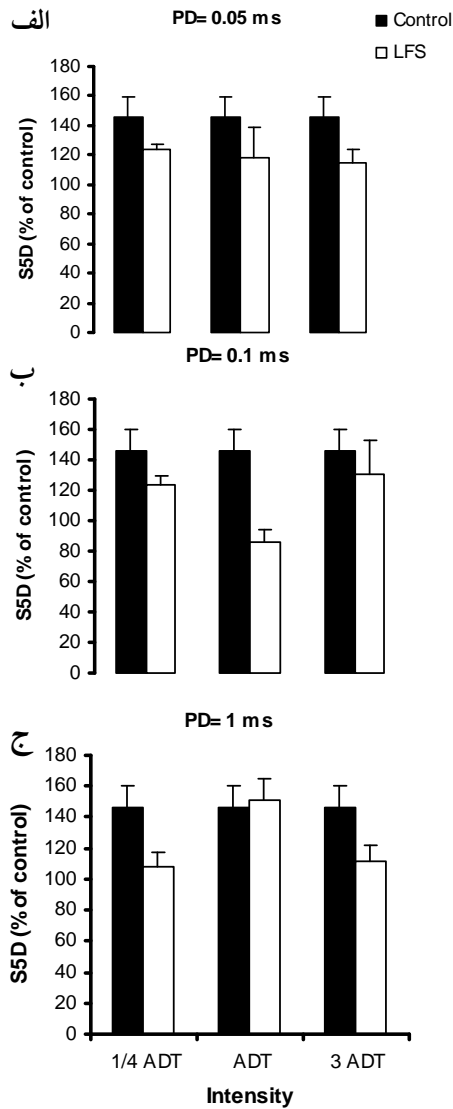 الف
PD= 0.05 ms
Control
LFS
180
160
140
120
100
80
60
40
20
0
S5D (% of control)
ب
PD= 0.1 ms
180
160
140
120
100
80
60
40
20
0
S5D (% of control)
ج
PD= 1 ms
180
160
140
120
100
80
60
40
20
0
S5D (% of control)
1/4 ADT ADT 3 ADT
Intensity